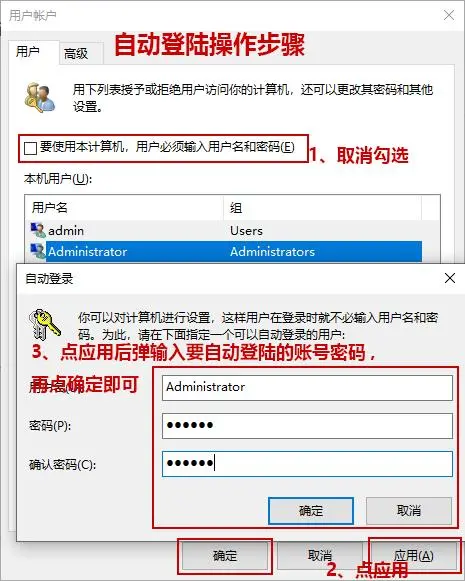 用户帐户
自动登陆操作步骤
用户
高级
用下列表授予或拒绝用户访问你的计算机，还可以更改其密码和其他
设置。
要使用本计算机，用户必须输入用户名和密码(E)
1、取消勾选
本机用户(U):
用户名 组
admin Users
Administrator Administrators
自动登录
你可以对计算机进行设置，这样用户在登录时就不必输入用户名和密
码。为此，请在下面指定一个可以自动登录的用户:
3、点应用后弹输入要自动登陆的账号密码，
再点确定即可
Administrator
密码(P):
确认密码(C):
确定 取消
确定 取消 应用(A)
2、点应用